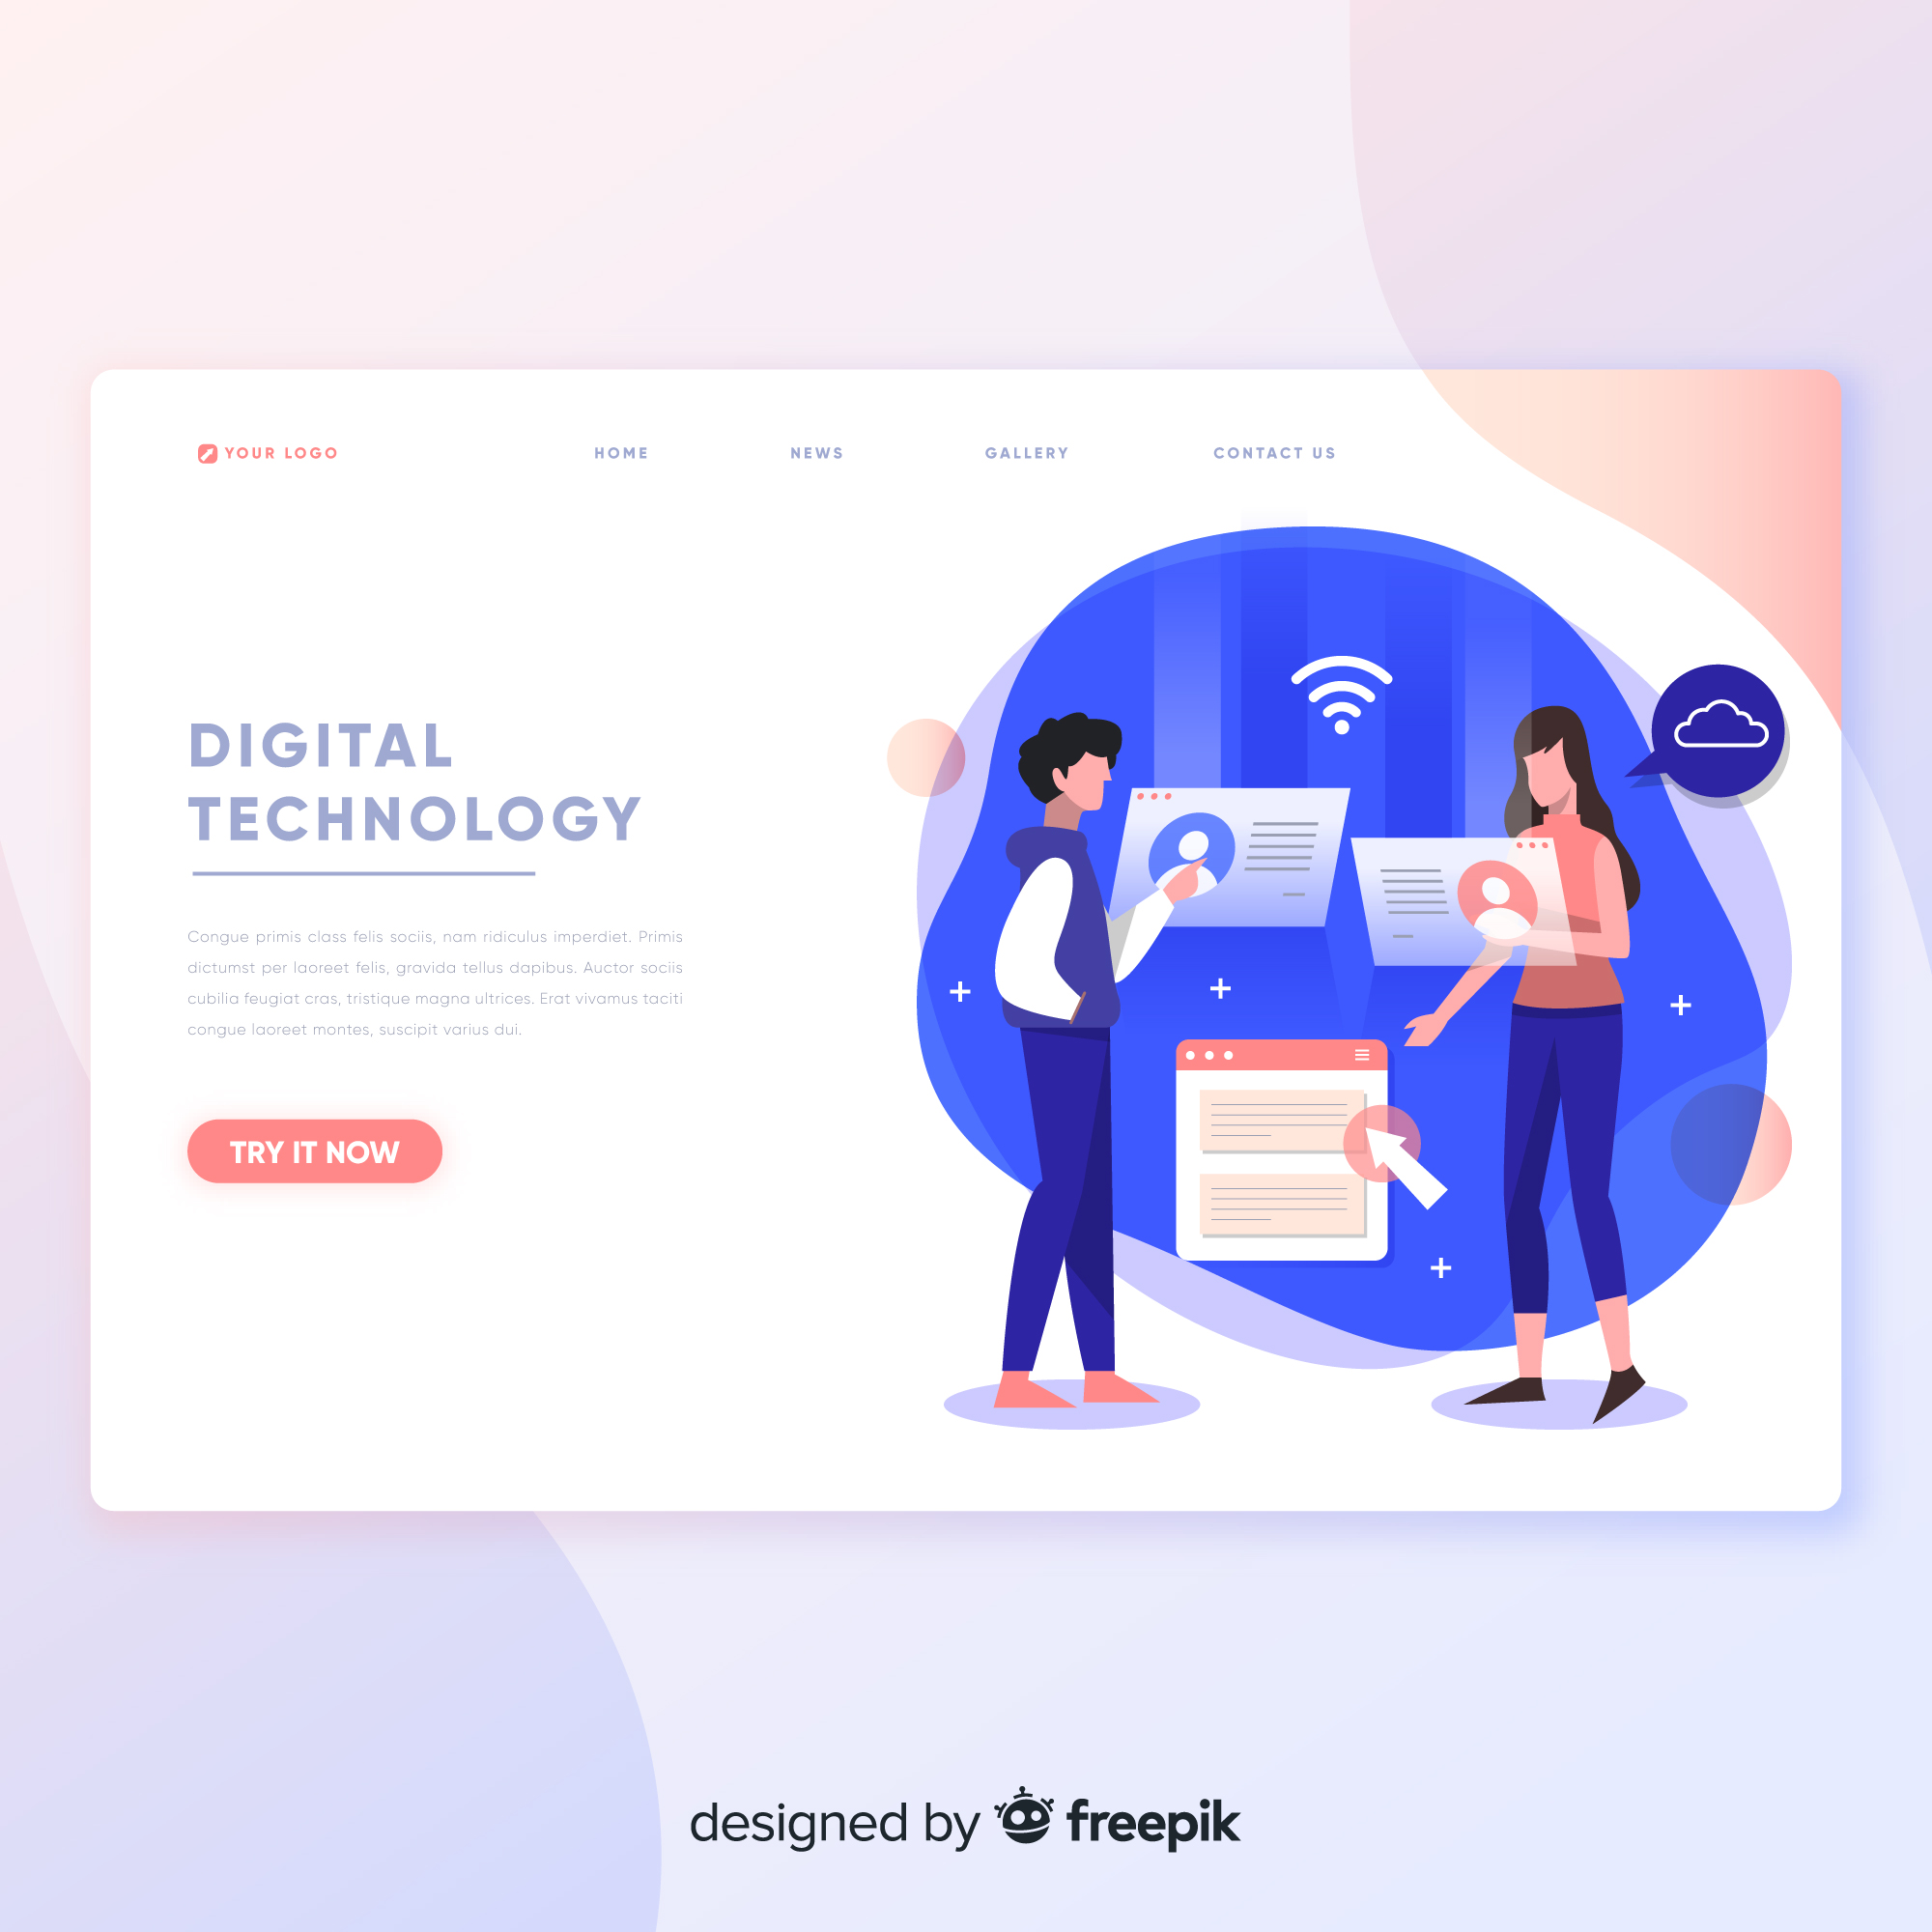 YOUR LOGO
HOME
NEWS
GALLERY
CONTACT US
DIGITAL
TECHNOLOGY
Congue primis class felis sociis, nam ridiculus imperdiet. Primis
dictumst per laoreet felis, gravida tellus dapibus. Auctor sociis
cubilia feugiat cras, tristique magna ultrices. Erat vivamus taciti
congue laoreet montes, suscipit varius dui.
TRY IT NOW
designed by freepik